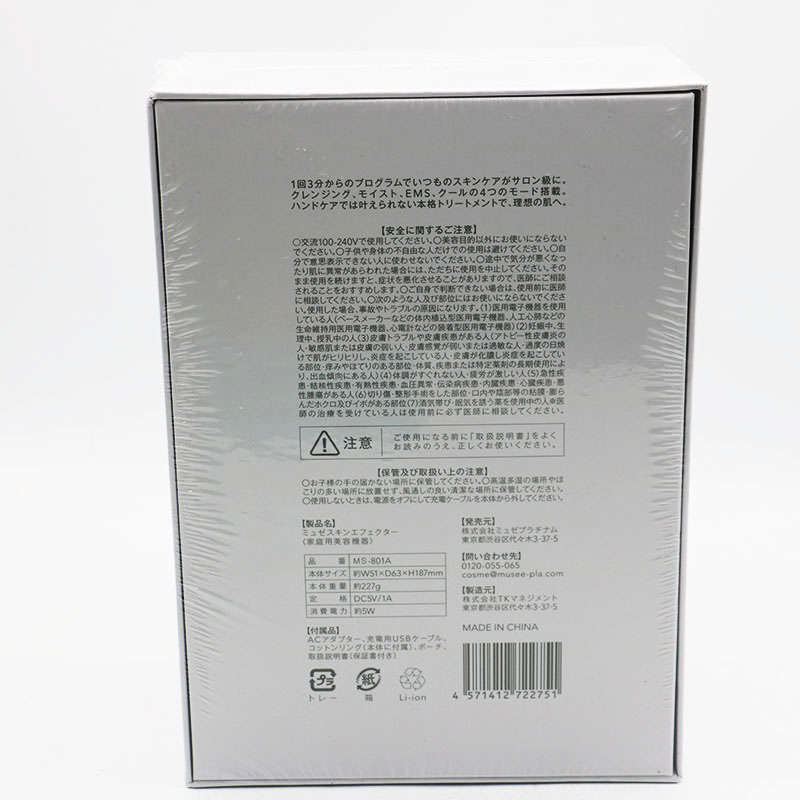 1回3分からのプログラムでいつものスキンケアがサロン級に。
クレンジング、モイスト、EMS、クールの4つのモード搭載。
ハンドケアでは叶えられない本格トリートメントで、理想の肌へ。
【安全に関するご注意】
〇交流100-240Vで使用してください。〇美容目的以外にお使いにならない
でください。〇子供や身体の不自由な人だけでの使用は避けてください。〇自
分で意思表示できない人に使わせないでください。〇途中で気分が悪くなっ
たり肌に異常があらわれた場合には、ただちに使用を中止してください。その
まま使用を続けますと、症状を悪化させることがありますので、医師にご相談
されることをおすすめします。〇ご自身で判断できない場合は、使用前に医師
に相談してください。〇次のような人及び部位にはお使いにならないでください。
使用した場合、事故やトラブルの原因になります。(1)医用電子機器を使用
している人(ペースメーカーなどの体内植込型医用電子機器、人工心肺などの
生命維持用医用電子機器、心電計などの装着型医用電子機器)(2)妊娠中、生
理中、授乳中の人(3)皮膚トラブルや皮膚疾患がある人(アトピー性皮膚炎の
人・敏感肌または皮膚の弱い人・皮膚感覚が弱いまたは過敏な人・過度の日焼
けで肌がヒリヒリし、炎症を起こしている人・皮膚が化膿し炎症を起こしてい
る部位・痒みやほてりのある部位・体質、疾患または特定薬剤の長期使用によ
り、出血傾向にある人)(4)体調がすぐれない人・疲労が激しい人(5)急性疾
患・結核性疾患・有熱性疾患・血圧異常・伝染病疾患・内臓疾患・心臓疾患・悪
性腫瘍がある人(6)切り傷・整形手術をした部位・口内や陰部等の粘膜・膨ら
んだホクロ及びイボがある部位(7)酒気帯び・眠気を誘う薬を使用中の人※医
師の治療を受けている人は使用前に必ず医師に相談してください。
注意
ご使用になる前に「取扱説明書」をよく
お読みのうえ、正しくお使いください。
【保管及び取扱い上の注意】
〇お子様の手の届かない場所に保管してください。〇高温多湿の場所やほ
こりの多い場所に放置せず、風通しの良い清潔な場所に保管してください。
〇使用しないときは、電源をオフにして充電ケーブルを本体から外してください。
【製品名】
ミュゼスキンエフェクター
〈家庭用美容機器〉
品番 MS-801A
本体サイズ 約W51×D63×H187mm
本体重量 約227g
定格 DC5V/1A
消費電力 約5W
【付属品】
ACアダプター、充電用USBケーブル、
コットンリング(本体に付属)、ポーチ、
取扱説明書(保証書付き)
プラ
トレー
紙
箱
Li-ion
【発売元】
株式会社ミュゼプラチナム
東京都渋谷区代々木3-37-5
【問い合わせ先】
0120-055-065
cosme@musee-pla.com
【製造元】
株式会社TKマネジメント
東京都渋谷区代々木3-37-5
MADE IN CHINA
4 571412 722751